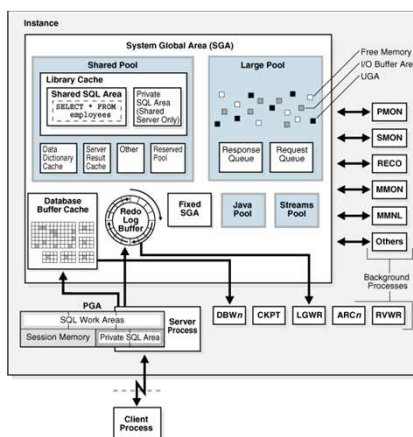 Instance
System Global Area (SGA)
Shared Pool
Library Cache
Shared SQL Area
SELECT * FROM
employees
Private
SQL Area
(Shared
Server Only)
Data
Dictionary
Cache
Server
Result
Cache
Other
Reserved
Pool
Large Pool
Response
Queue
Request
Queue
Free Memory
I/O Buffer Area
UGA
Database
Buffer Cache
Redo
Log
Buffer
Fixed
SGA
Java
Pool
Streams
Pool
PMON
SMON
RECO
MMON
MMNL
Others
Background
Processes
DBWn
CKPT
LGWR
ARCn
RVWR
PGA
SQL Work Areas
Session Memory
Private SQL Area
Server
Process
Client
Process